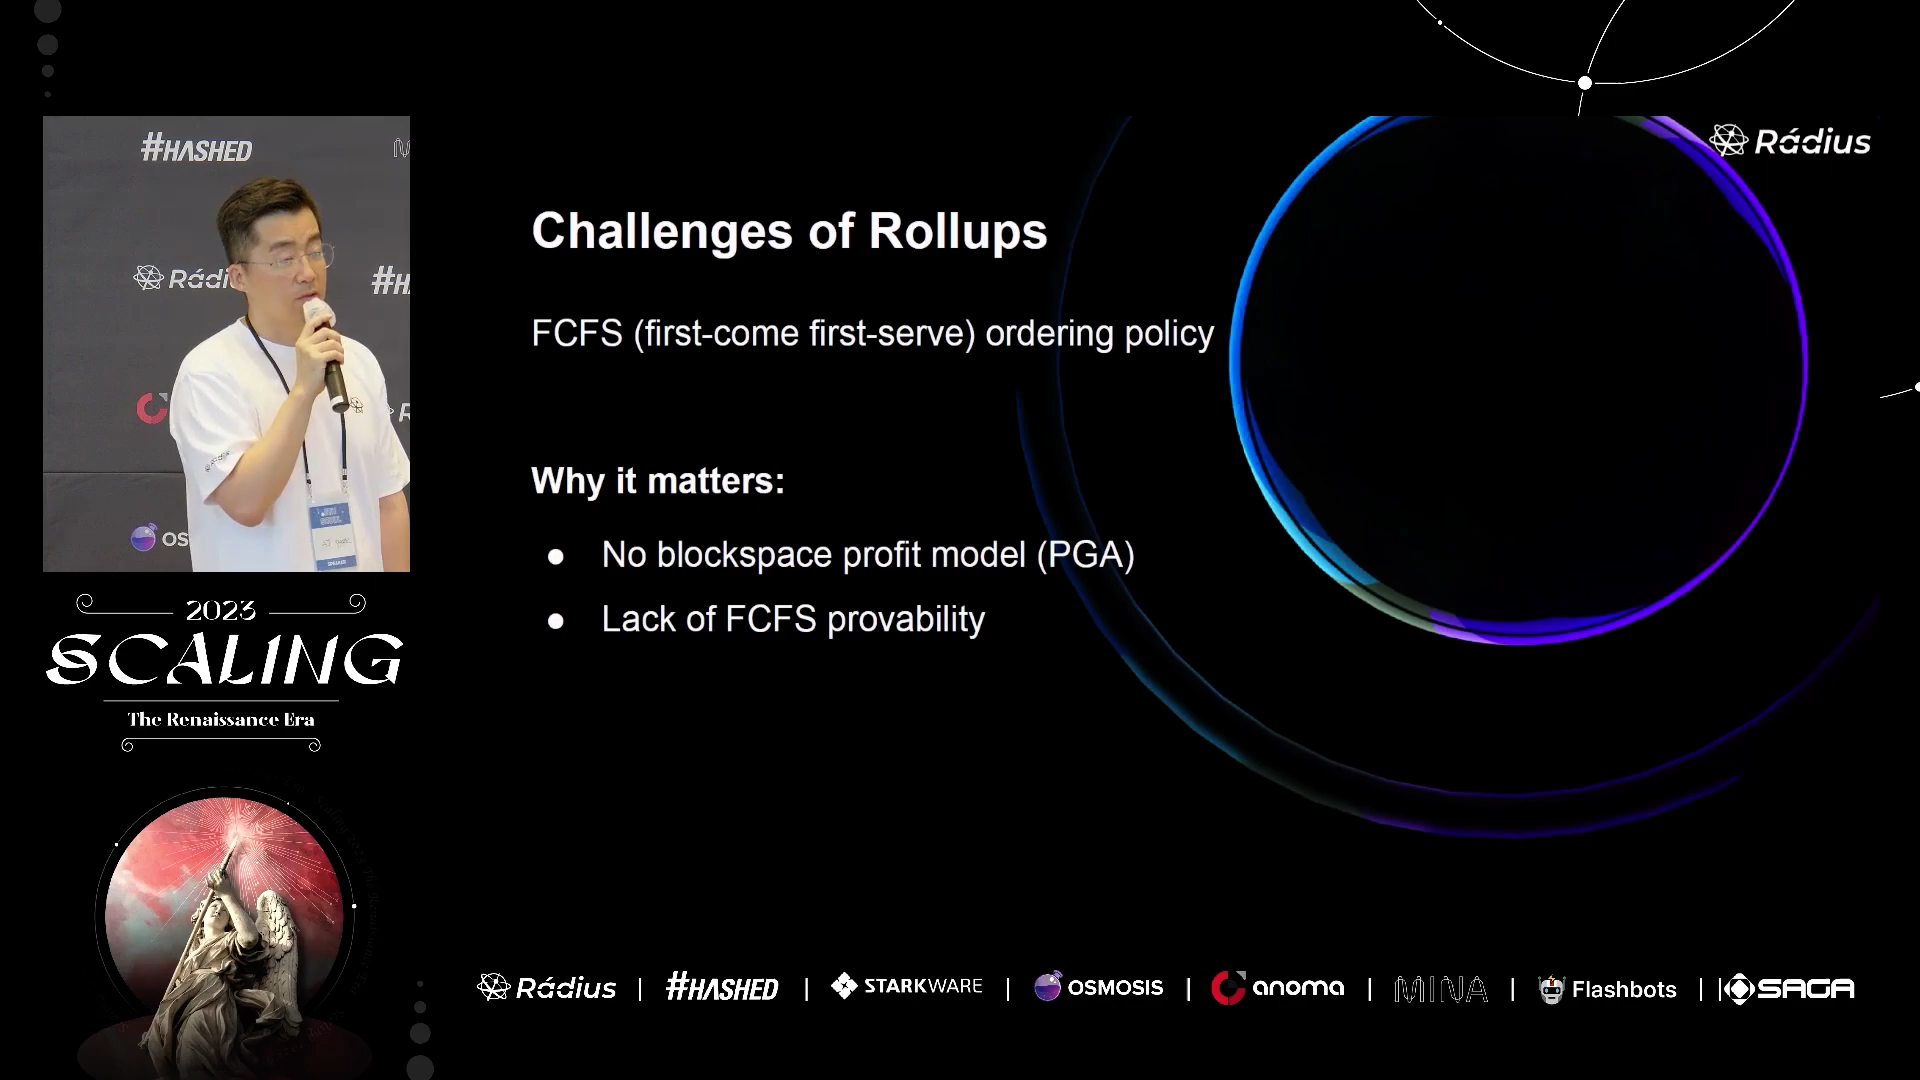 #HASHED
Rádi
#HA
OS
2023
SCALING
The Renaissance Era
Rádius
Challenges of Rollups
FCFS (first-come first-serve) ordering policy
Why it matters:
● No blockspace profit model (PGA)
● Lack of FCFS provability
Rádius | #HASHED | STARKWARE | OSMOSIS | anoma | MINA | Flashbots | SAGA